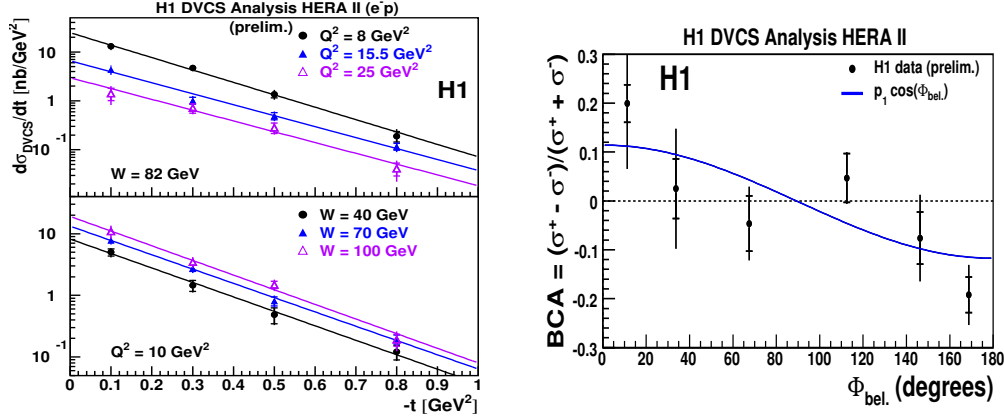 H1 DVCS Analysis HERA II (e⁻p)
(prelim.)
Q² = 8 GeV²
Q² = 15.5 GeV²
Q² = 25 GeV²
H1
W = 82 GeV
dσ_DVCS/dt [nb/GeV²]
10
1
10⁻¹
W = 40 GeV
W = 70 GeV
W = 100 GeV
Q² = 10 GeV²
10
1
10⁻¹
0 0.1 0.2 0.3 0.4 0.5 0.6 0.7 0.8 0.9 1
-t [GeV²]
H1 DVCS Analysis HERA II
H1
H1 data (prelim.)
p₁ cos(Φ_bel.)
BCA = (σ⁺ - σ⁻)/(σ⁺ + σ⁻)
0.3
0.2
0.1
0
-0.1
-0.2
-0.3
0 20 40 60 80 100 120 140 160 180
Φ_bel. (degrees)